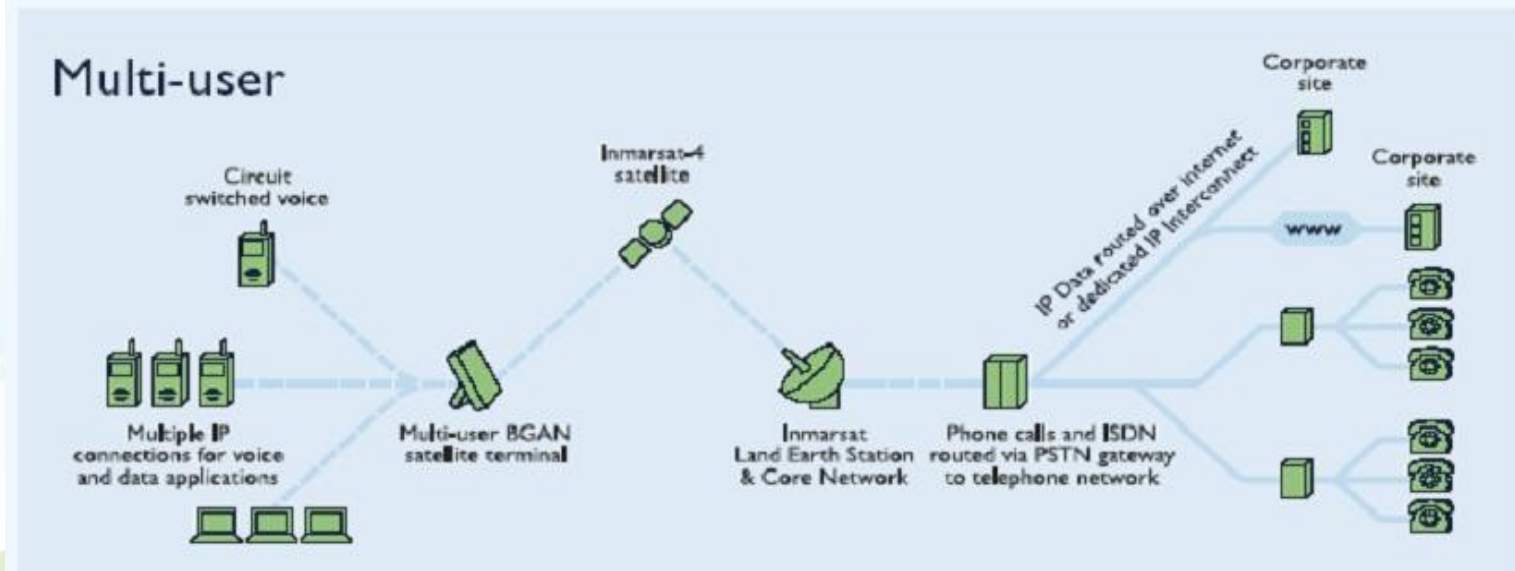 Multi-user
Circuit
switched voice
Multiple IP
connections for voice
and data applications
Multi-user BGAN
satellite terminal
Inmarsat-4
satellite
Inmarsat
Land Earth Station
& Core Network
Phone calls and ISDN
routed via PSTN gateway
to telephone network
IP Data routed over internet
or dedicated IP Interconnect
Corporate
site
Corporate
site
www